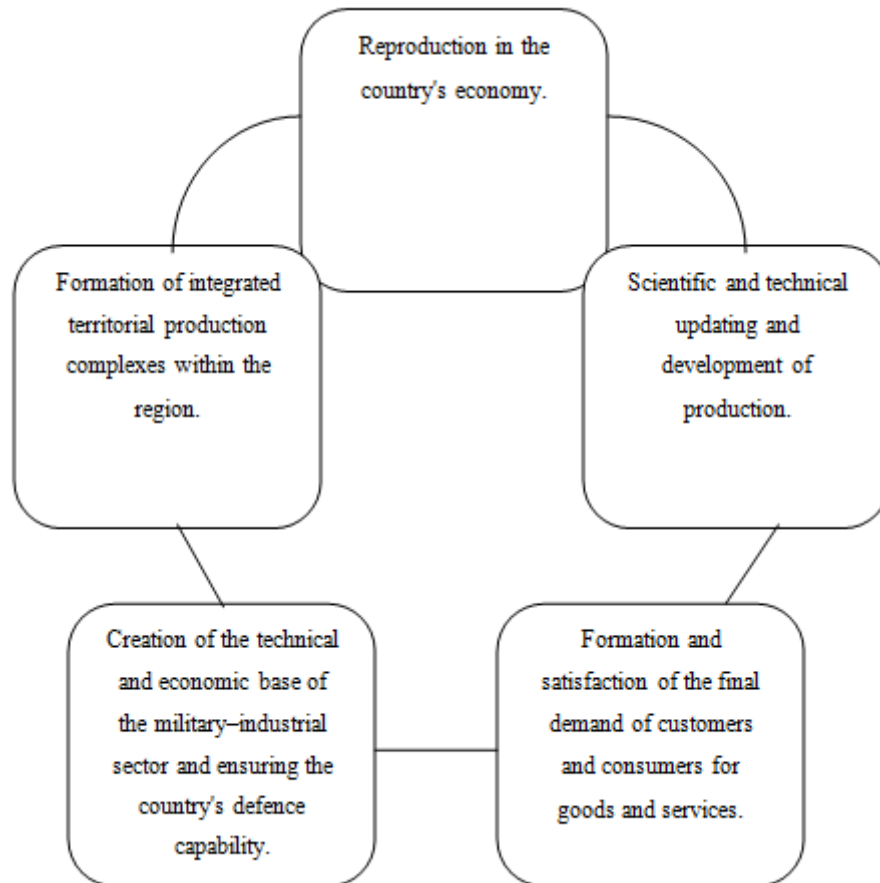 Reproduction in the
country's economy.
Formation of integrated
territorial production
complexes within the
region.
Scientific and technical
updating and
development of
production.
Creation of the technical
and economic base of
the military–industrial
sector and ensuring the
country's defence
capability.
Formation and
satisfaction of the final
demand of customers
and consumers for
goods and services.